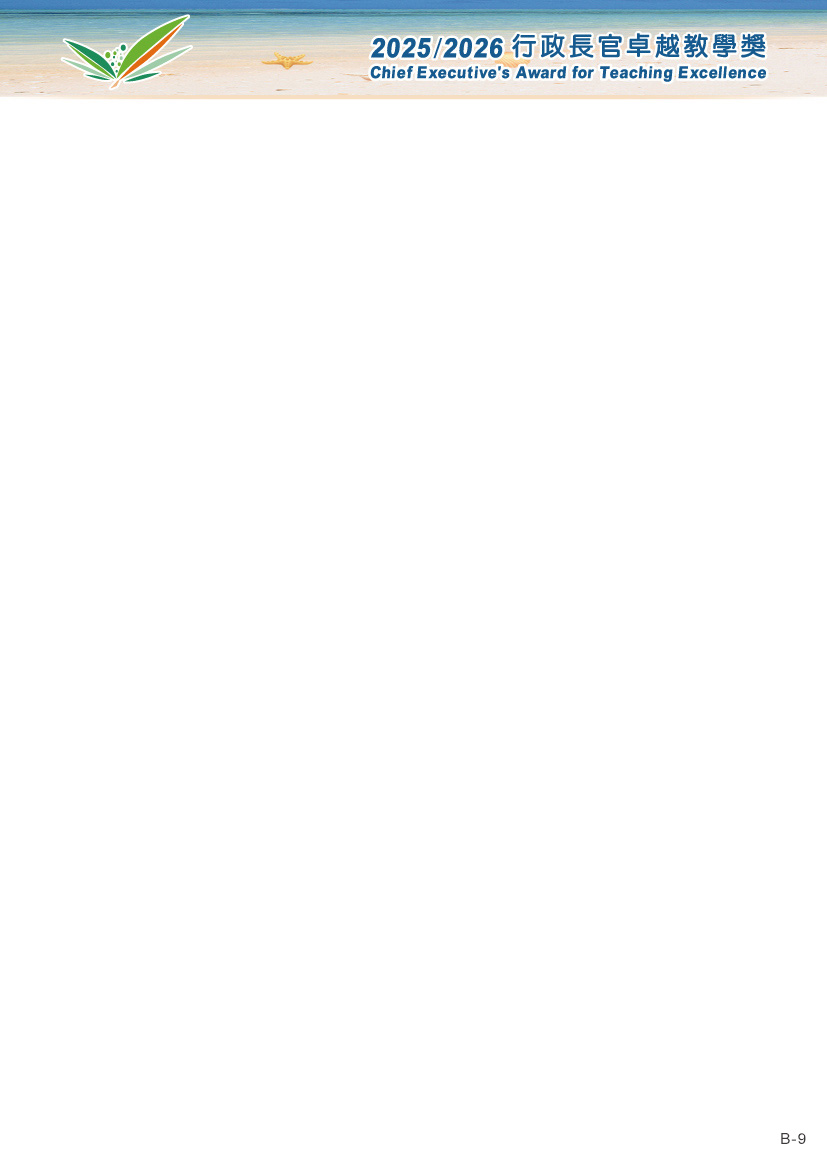 2025/2026 行政長官卓越教學獎
Chief Executive's Award for Teaching Excellence
B-9